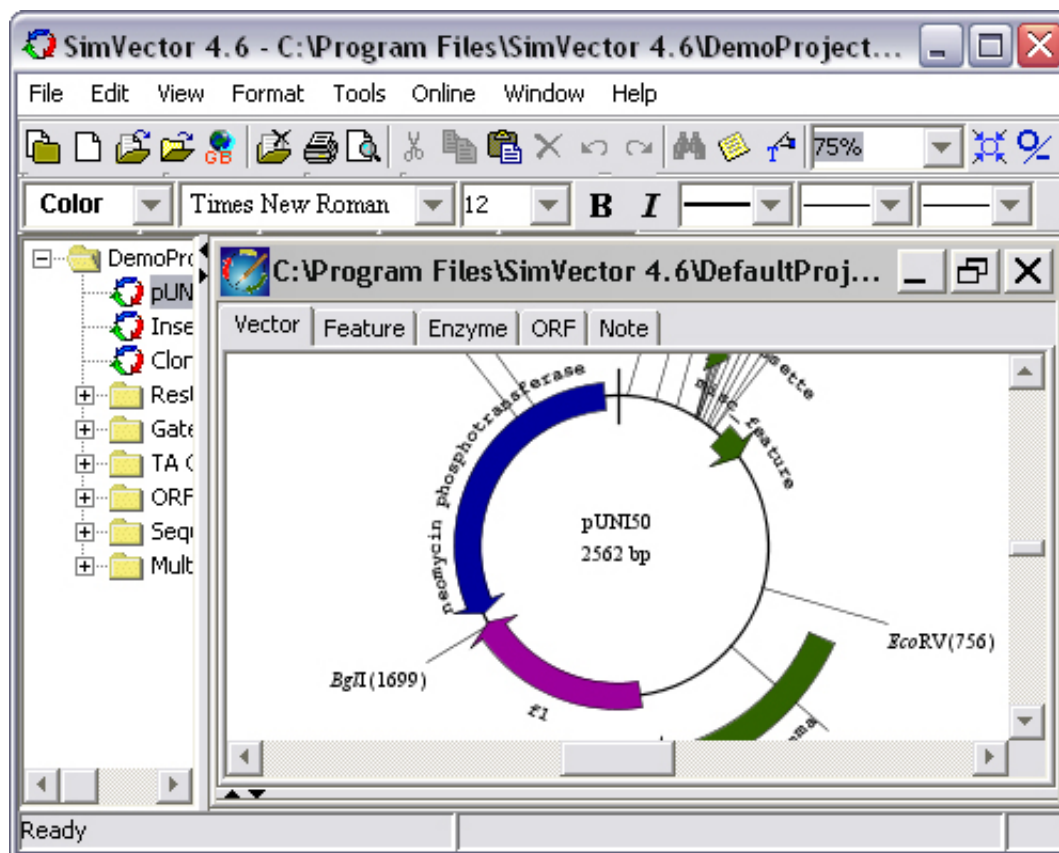 SimVector 4.6 - C:\Program Files\SimVector 4.6\DemoProject...
File Edit View Format Tools Online Window Help
GB T 75%
Color Times New Roman 12 B I
DemoPro
pUNI
Inse
Clor
Rest
Gate
TA C
ORF
Sequ
Mult
C:\Program Files\SimVector 4.6\DefaultProj...
Vector Feature Enzyme ORF Note
neomycin phosphotransferase
misc_feature
pUNI50
2562 bp
EcoRV(756)
BglI(1699)
f1
Ready